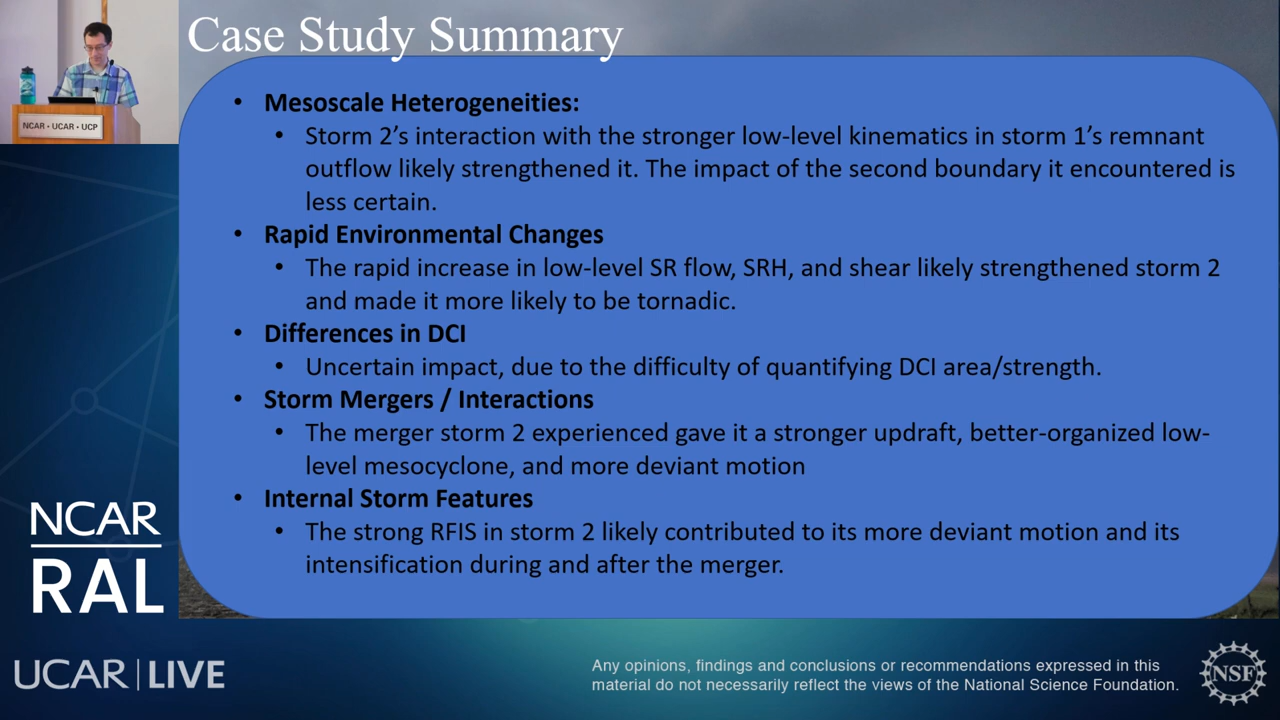 Case Study Summary
NCAR • UCAR • UCP
• Mesoscale Heterogeneities:
• Storm 2's interaction with the stronger low-level kinematics in storm 1's remnant
outflow likely strengthened it. The impact of the second boundary it encountered is
less certain.
• Rapid Environmental Changes
• The rapid increase in low-level SR flow, SRH, and shear likely strengthened storm 2
and made it more likely to be tornadic.
• Differences in DCI
• Uncertain impact, due to the difficulty of quantifying DCI area/strength.
• Storm Mergers / Interactions
• The merger storm 2 experienced gave it a stronger updraft, better-organized low-
level mesocyclone, and more deviant motion
• Internal Storm Features
• The strong RFIS in storm 2 likely contributed to its more deviant motion and its
intensification during and after the merger.
NCAR
RAL
UCAR | LIVE
Any opinions, findings and conclusions or recommendations expressed in this
material do not necessarily reflect the views of the National Science Foundation.
NSF